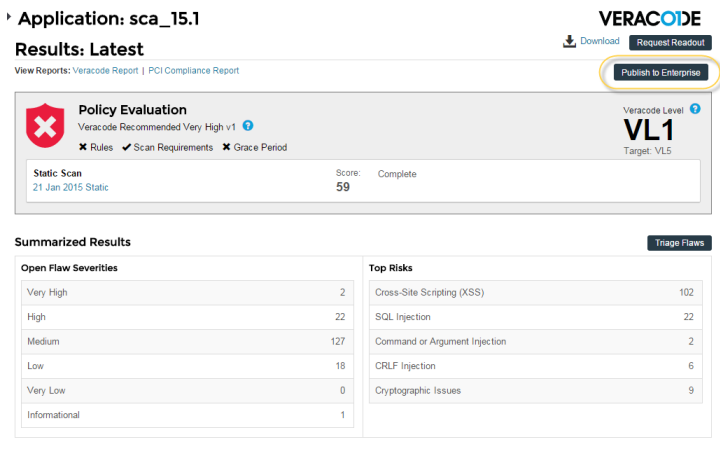 Application: sca_15.1
VERACODE
Results: Latest
Download
Request Readout
View Reports: Veracode Report | PCI Compliance Report
Publish to Enterprise
Policy Evaluation
Veracode Recommended Very High v1 ?
✖ Rules ✔ Scan Requirements ✖ Grace Period
Veracode Level ?
VL1
Target: VL5
Static Scan
21 Jan 2015 Static
Score:
59
Complete
Summarized Results
Triage Flaws
Open Flaw Severities
Very High 2
High 22
Medium 127
Low 18
Very Low 0
Informational 1
Top Risks
Cross-Site Scripting (XSS) 102
SQL Injection 22
Command or Argument Injection 2
CRLF Injection 6
Cryptographic Issues 9